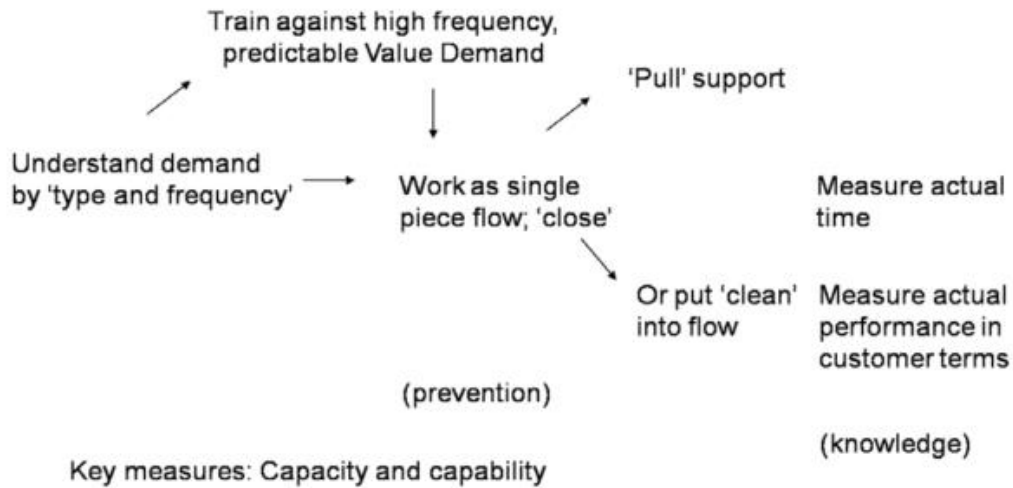 Train against high frequency,
predictable Value Demand
'Pull' support
Understand demand
by 'type and frequency'
Work as single
piece flow; 'close'
Measure actual
time
Or put 'clean'
into flow
Measure actual
performance in
customer terms
(prevention)
(knowledge)
Key measures: Capacity and capability